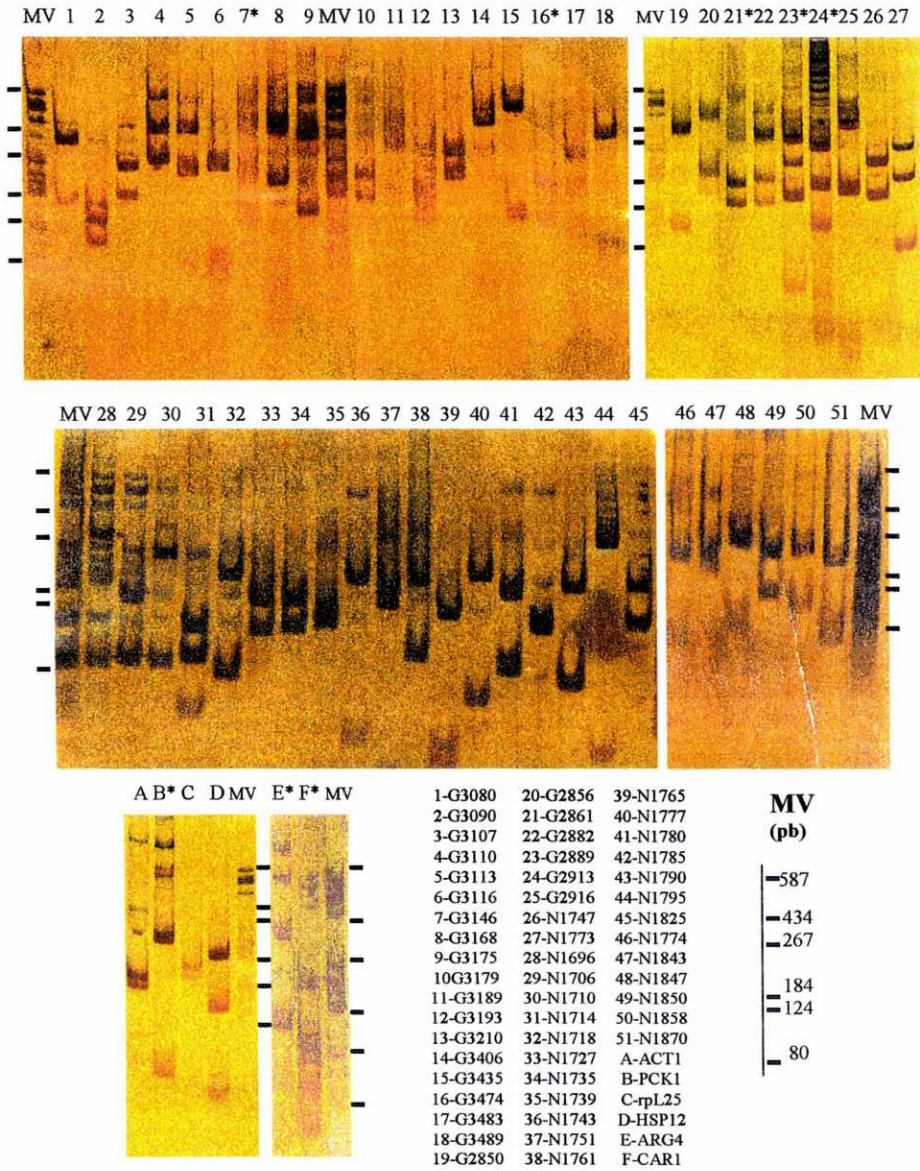 MV 1 2 3 4 5 6 7* 8 9 MV 10 11 12 13 14 15 16* 17 18
MV 19 20 21* 22 23* 24* 25 26 27
MV 28 29 30 31 32 33 34 35 36 37 38 39 40 41 42 43 44 45
46 47 48 49 50 51 MV
A B* C D MV E* F* MV
1-G3080 20-G2856 39-N1765
2-G3090 21-G2861 40-N1777
3-G3107 22-G2882 41-N1780
4-G3110 23-G2889 42-N1785
5-G3113 24-G2913 43-N1790
6-G3116 25-G2916 44-N1795
7-G3146 26-N1747 45-N1825
8-G3168 27-N1773 46-N1774
9-G3175 28-N1696 47-N1843
10G3179 29-N1706 48-N1847
11-G3189 30-N1710 49-N1850
12-G3193 31-N1714 50-N1858
13-G3210 32-N1718 51-N1870
14-G3406 33-N1727 A-ACT1
15-G3435 34-N1735 B-PCK1
16-G3474 35-N1739 C-rpL25
17-G3483 36-N1743 D-HSP12
18-G3489 37-N1751 E-ARG4
19-G2850 38-N1761 F-CAR1
MV
(pb)
587
434
267
184
124
80